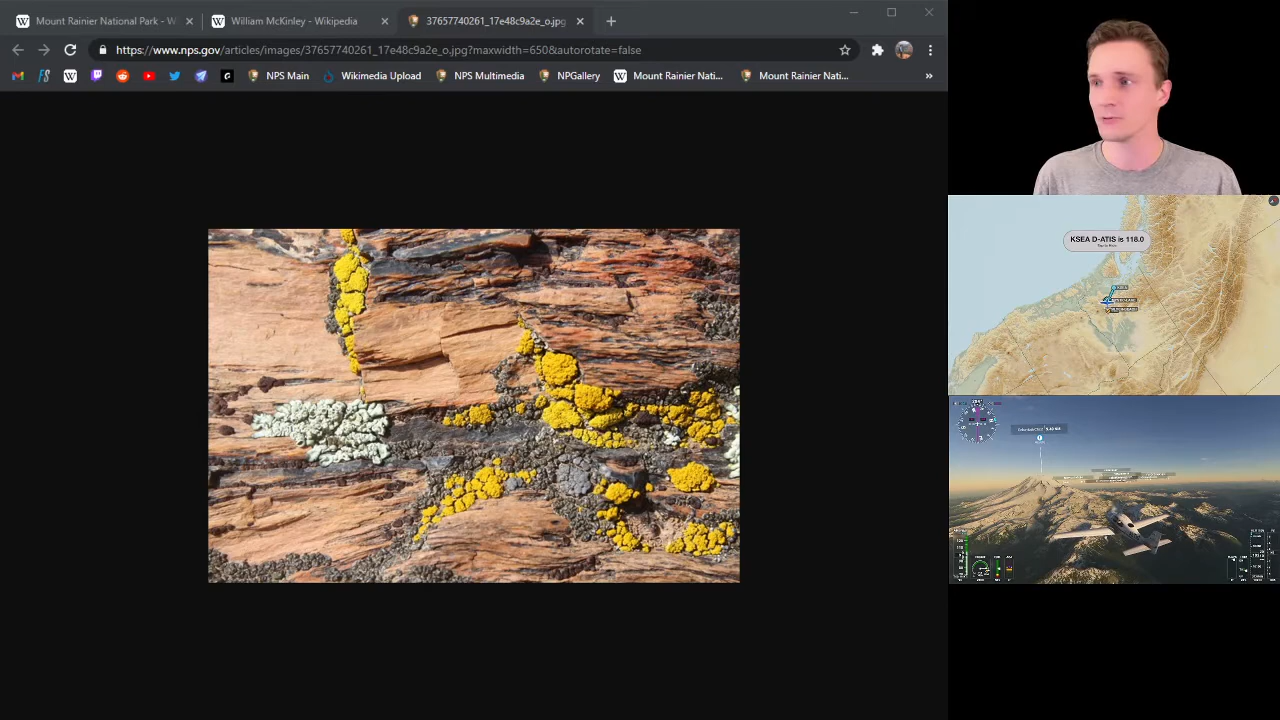 Mount Rainier National Park - W
William McKinley - Wikipedia
37657740261_17e48c9a2e_o.jpg
https://www.nps.gov/articles/images/37657740261_17e48c9a2e_o.jpg?maxwidth=650&autorotate=false
NPS Main
Wikimedia Upload
NPS Multimedia
NPGallery
Mount Rainier Nati...
Mount Rainier Nati...
KSEA D-ATIS is 118.0